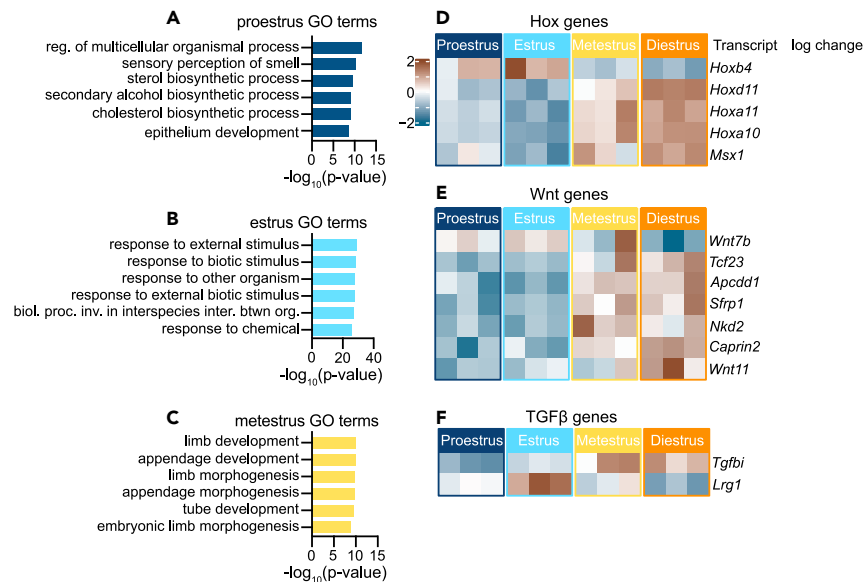 A
proestrus GO terms
reg. of multicellular organismal process
sensory perception of smell
sterol biosynthetic process
secondary alcohol biosynthetic process
cholesterol biosynthetic process
epithelium development
0 5 10 15
-log10(p-value)
B
estrus GO terms
response to external stimulus
response to biotic stimulus
response to other organism
response to external biotic stimulus
biol. proc. inv. in interspecies inter. btwn org.
response to chemical
0 20 40
-log10(p-value)
C
metestrus GO terms
limb development
appendage development
limb morphogenesis
appendage morphogenesis
tube development
embryonic limb morphogenesis
0 5 10 15
-log10(p-value)
D
Hox genes
2
0
−2
Proestrus Estrus Metestrus Diestrus Transcript log change
Hoxb4
Hoxd11
Hoxa11
Hoxa10
Msx1
E
Wnt genes
Proestrus Estrus Metestrus Diestrus
Wnt7b
Tcf23
Apcdd1
Sfrp1
Nkd2
Caprin2
Wnt11
F
TGFβ genes
Proestrus Estrus Metestrus Diestrus
Tgfbi
Lrg1